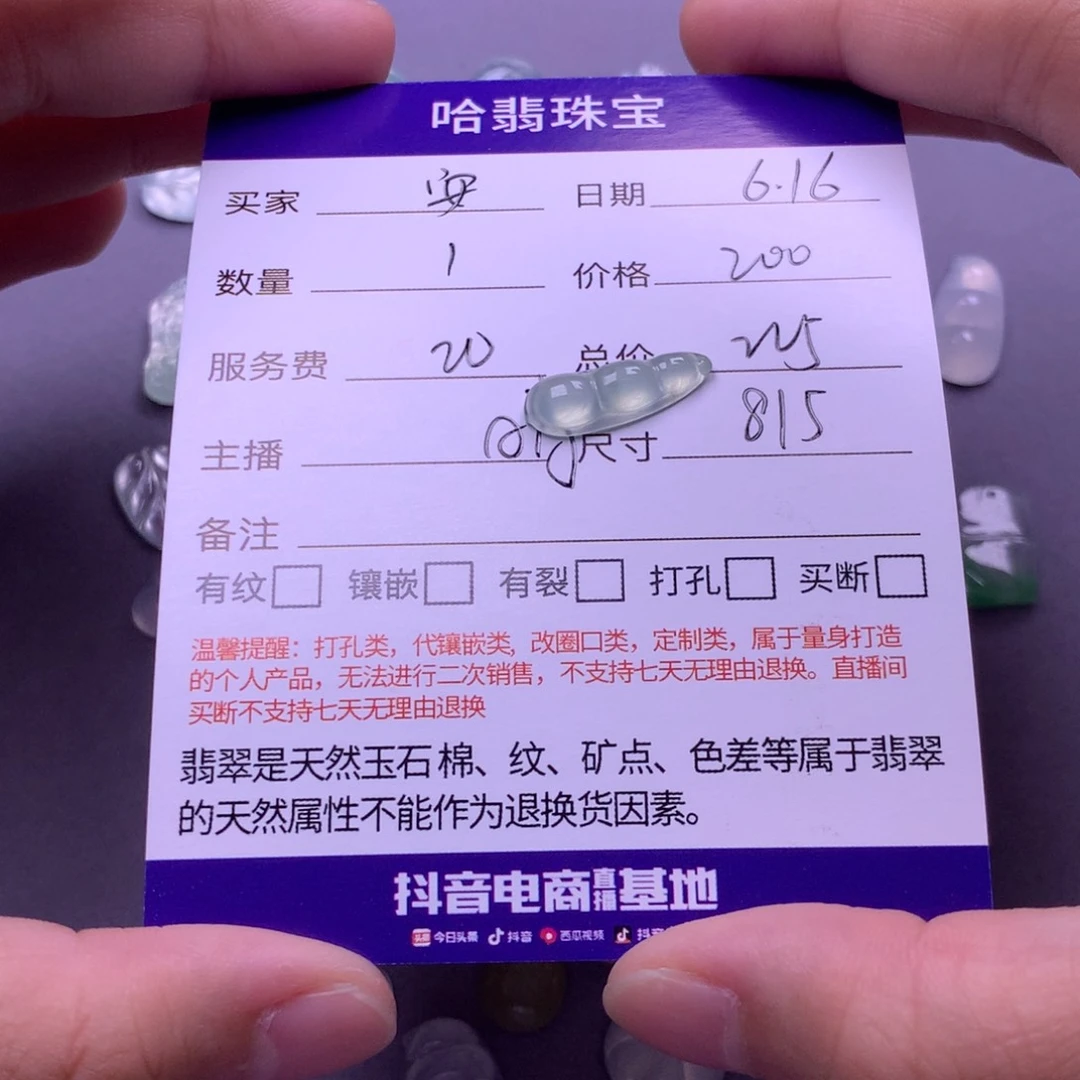 哈翡珠宝
买家 安 日期 6.16
数量 1 价格 200
服务费 20 总价
主播 尺寸 815
备注
有纹 镶嵌 有裂 打孔 买断
温馨提醒：打孔类，代镶嵌类，改圈口类，定制类，属于量身打造
的个人产品，无法进行二次销售，不支持七天无理由退换。直播间
买断不支持七天无理由退换
翡翠是天然玉石棉、纹、矿点、色差等属于翡翠
的天然属性不能作为退换货因素。
抖音电商直播基地
头条 今日头条 抖音 西瓜视频 抖音